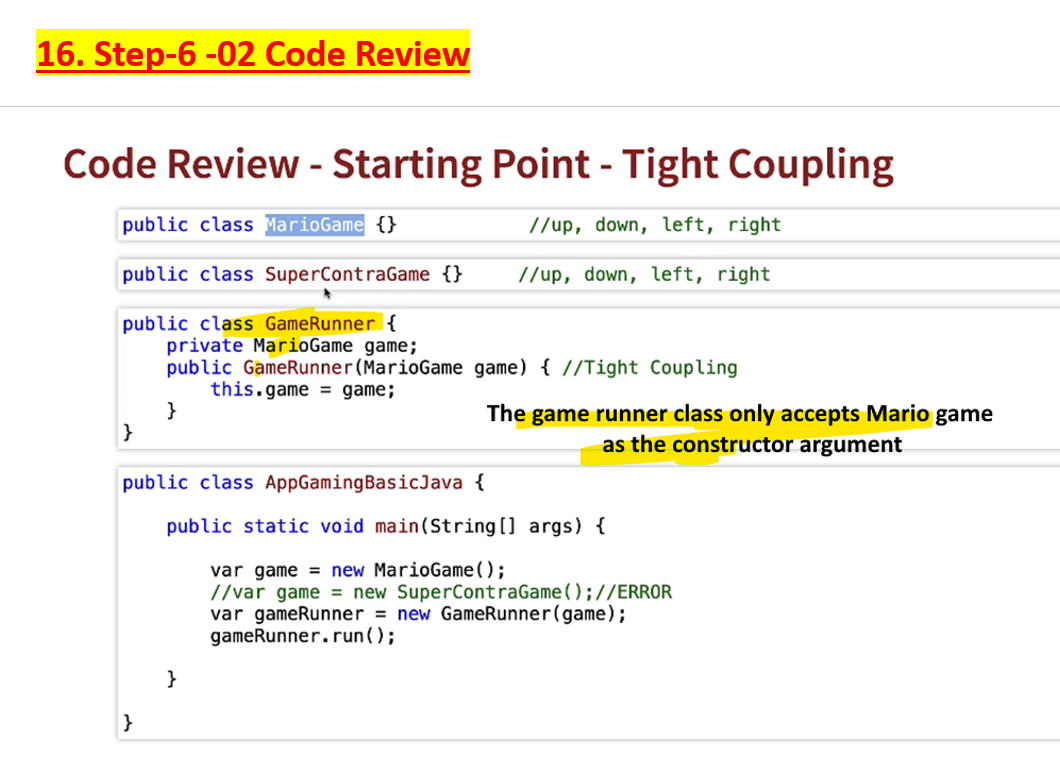 16. Step-6 -02 Code Review
Code Review - Starting Point - Tight Coupling
public class MarioGame {} //up, down, left, right
public class SuperContraGame {} //up, down, left, right
public class GameRunner {
private MarioGame game;
public GameRunner(MarioGame game) { //Tight Coupling
this.game = game;
}
}
The game runner class only accepts Mario game
as the constructor argument
public class AppGamingBasicJava {
public static void main(String[] args) {
var game = new MarioGame();
//var game = new SuperContraGame();//ERROR
var gameRunner = new GameRunner(game);
gameRunner.run();
}
}